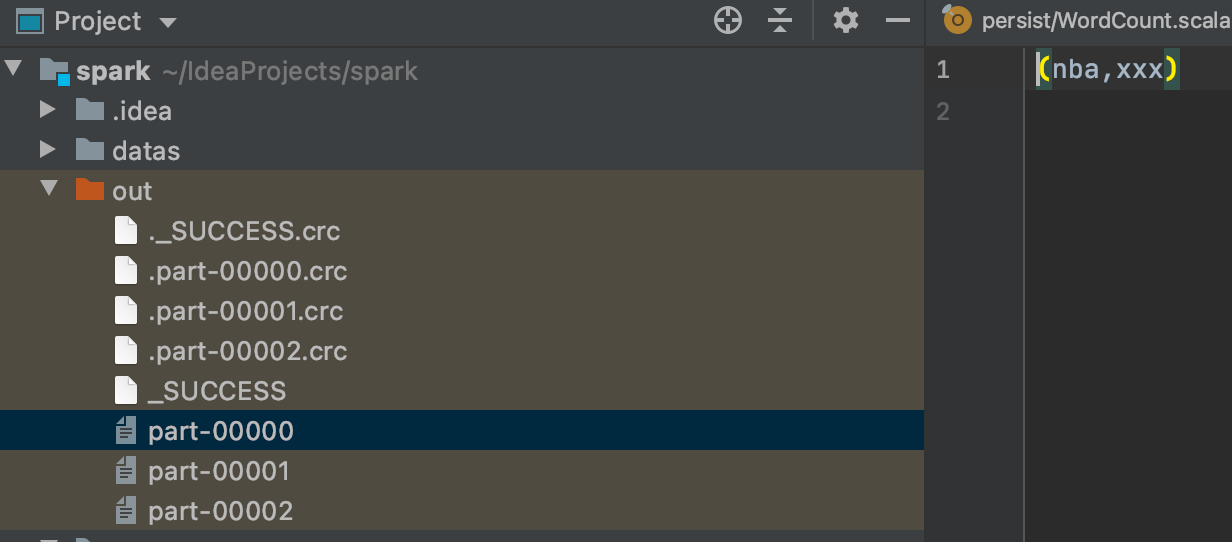 Project
persist/WordCount.scala
spark ~/IdeaProjects/spark
.idea
datas
out
._SUCCESS.crc
.part-00000.crc
.part-00001.crc
.part-00002.crc
_SUCCESS
part-00000
part-00001
part-00002
1 (nba,xxx)
2